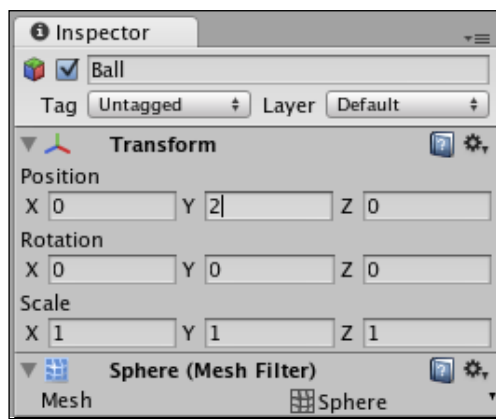 Inspector
Ball
Tag Untagged Layer Default
Transform
Position
X 0 Y 2 Z 0
Rotation
X 0 Y 0 Z 0
Scale
X 1 Y 1 Z 1
Sphere (Mesh Filter)
Mesh Sphere